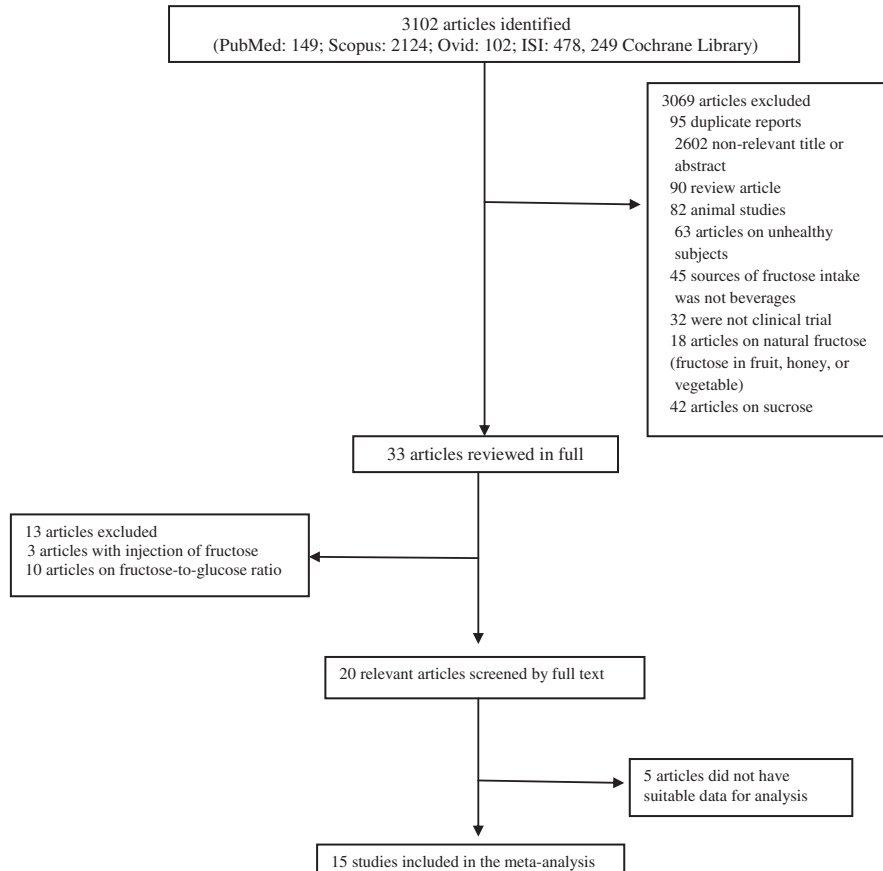 3102 articles identified
(PubMed: 149; Scopus: 2124; Ovid: 102; ISI: 478, 249 Cochrane Library)
3069 articles excluded
95 duplicate reports
2602 non-relevant title or
abstract
90 review article
82 animal studies
63 articles on unhealthy
subjects
45 sources of fructose intake
was not beverages
32 were not clinical trial
18 articles on natural fructose
(fructose in fruit, honey, or
vegetable)
42 articles on sucrose
33 articles reviewed in full
13 articles excluded
3 articles with injection of fructose
10 articles on fructose-to-glucose ratio
20 relevant articles screened by full text
5 articles did not have
suitable data for analysis
15 studies included in the meta-analysis